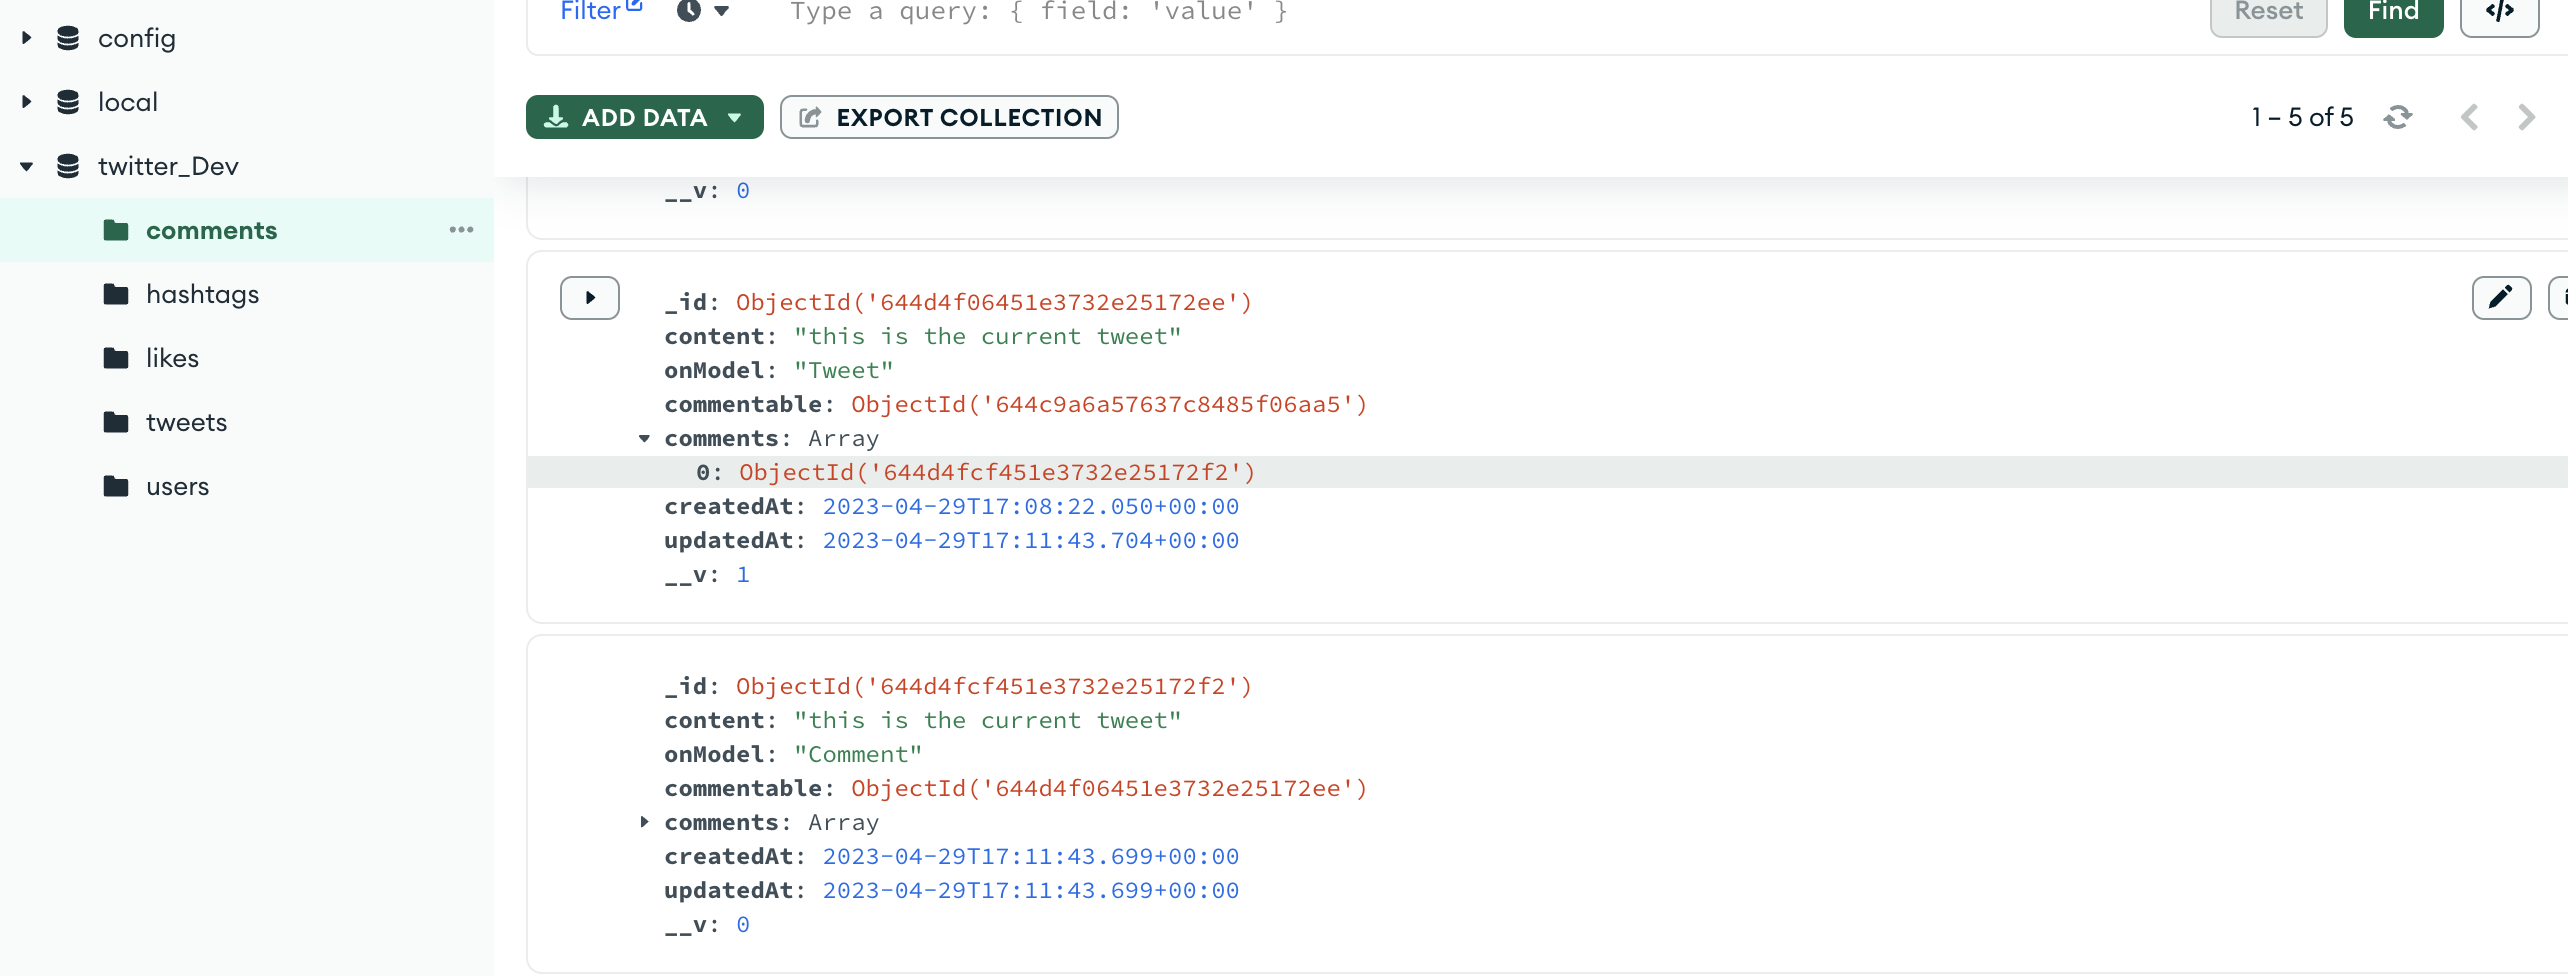 config
local
twitter_Dev
comments
hashtags
likes
tweets
users
Filter
Type a query: { field: 'value' }
Reset
Find
</>
ADD DATA
EXPORT COLLECTION
1 – 5 of 5
__v: 0
_id: ObjectId('644d4f06451e3732e25172ee')
content: "this is the current tweet"
onModel: "Tweet"
commentable: ObjectId('644c9a6a57637c8485f06aa5')
comments: Array
0: ObjectId('644d4fcf451e3732e25172f2')
createdAt: 2023-04-29T17:08:22.050+00:00
updatedAt: 2023-04-29T17:11:43.704+00:00
__v: 1
_id: ObjectId('644d4fcf451e3732e25172f2')
content: "this is the current tweet"
onModel: "Comment"
commentable: ObjectId('644d4f06451e3732e25172ee')
comments: Array
createdAt: 2023-04-29T17:11:43.699+00:00
updatedAt: 2023-04-29T17:11:43.699+00:00
__v: 0